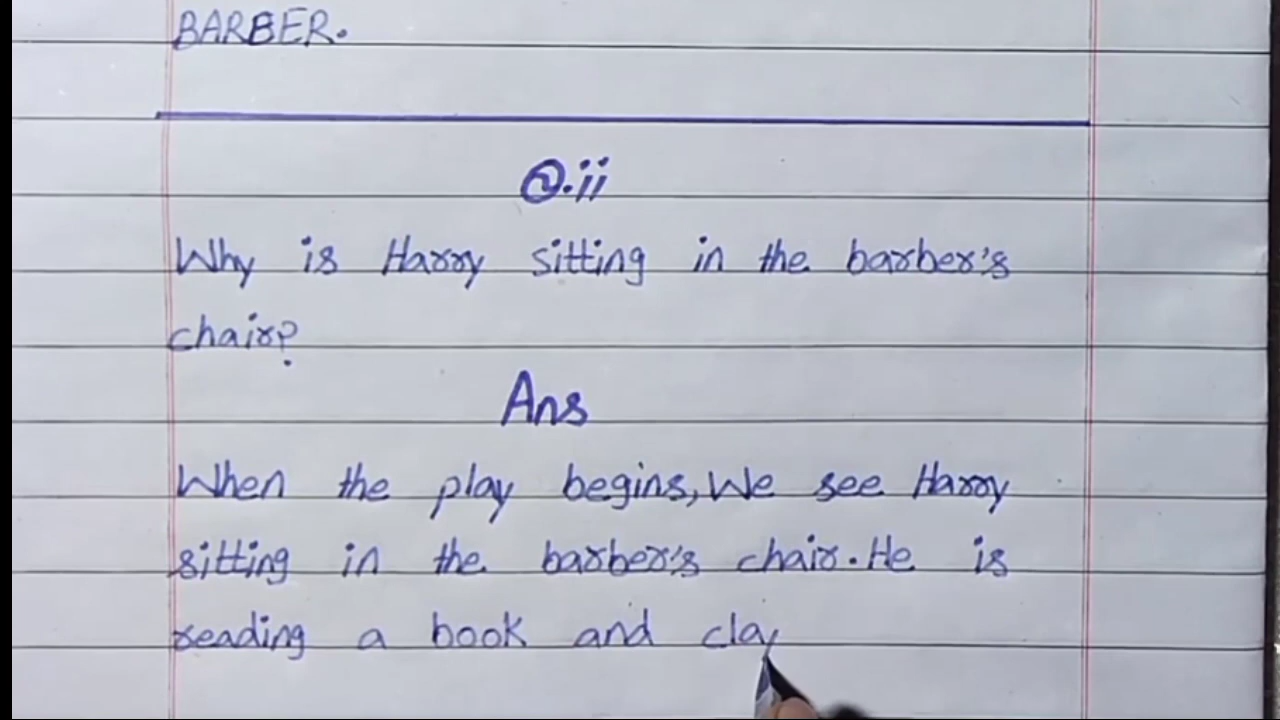 BARBER.
Q.ii
Why is Harry sitting in the barber's
chair?
Ans
When the play begins, We see Harry
sitting in the barber's chair. He is
reading a book and cla